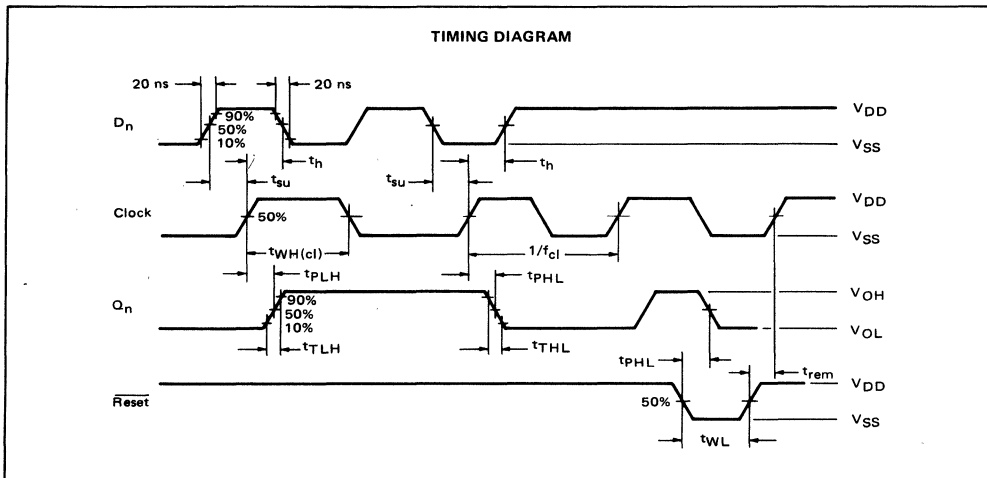 TIMING DIAGRAM
20 ns
20 ns
Dn
90%
50%
10%
VDD
VSS
th
th
tsu
tsu
Clock
50%
VDD
VSS
tWH(cl)
1/fcl
tPLH
tPHL
Qn
90%
50%
10%
VOH
VOL
tTLH
tTHL
tPHL
trem
Reset
50%
VDD
VSS
tWL